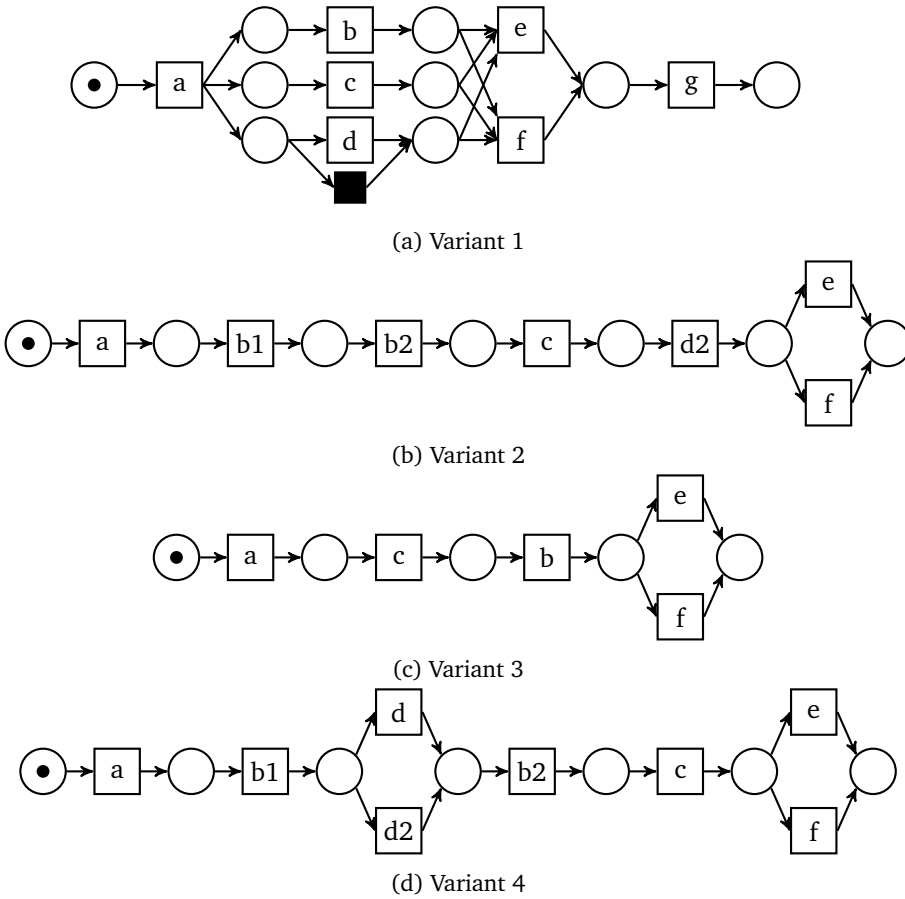 b
e
a
c
g
d
f
(a) Variant 1
e
a
b1
b2
c
d2
f
(b) Variant 2
e
a
c
b
f
(c) Variant 3
d
e
a
b1
b2
c
d2
f
(d) Variant 4